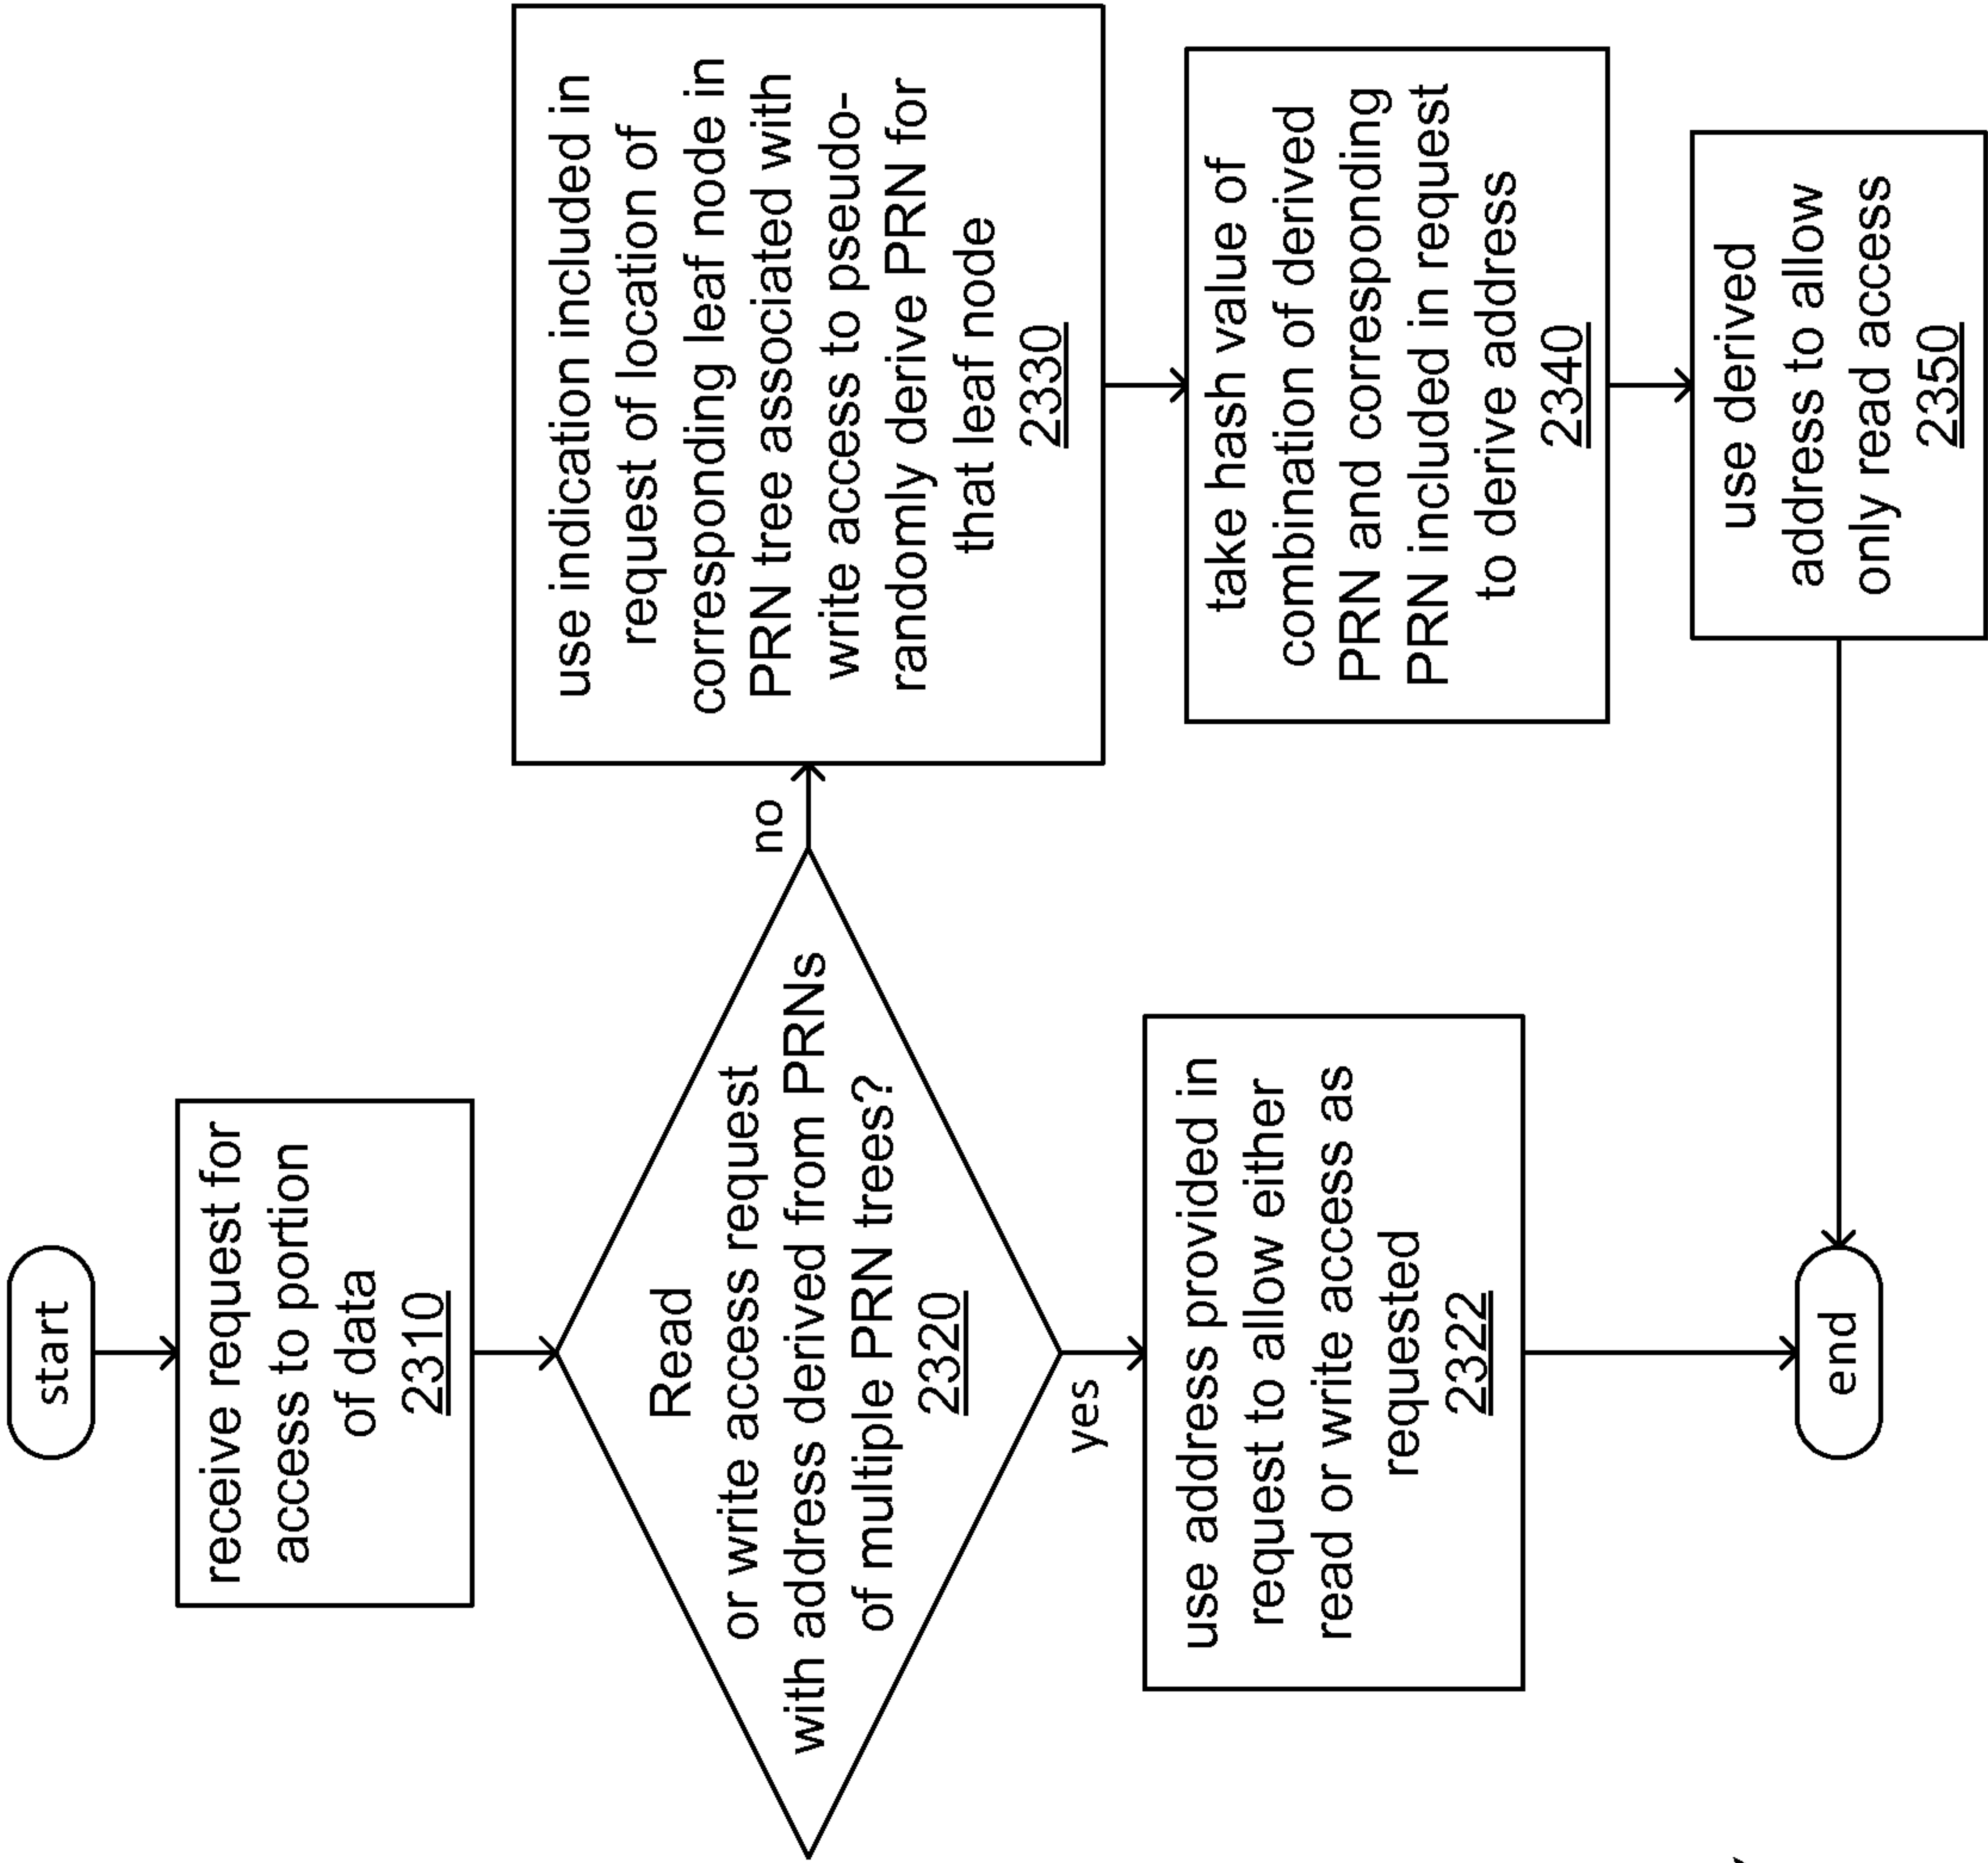 start
receive request for
access to portion
of data
2310
Read
or write access request
with address derived from PRNs
of multiple PRN trees?
2320
no
yes
use address provided in
request to allow either
read or write access as
requested
2322
use indication included in
request of location of
corresponding leaf node in
PRN tree associated with
write access to pseudo-
randomly derive PRN for
that leaf node
2330
take hash value of
combination of derived
PRN and corresponding
PRN included in request
to derive address
2340
use derived
address to allow
only read access
2350
end